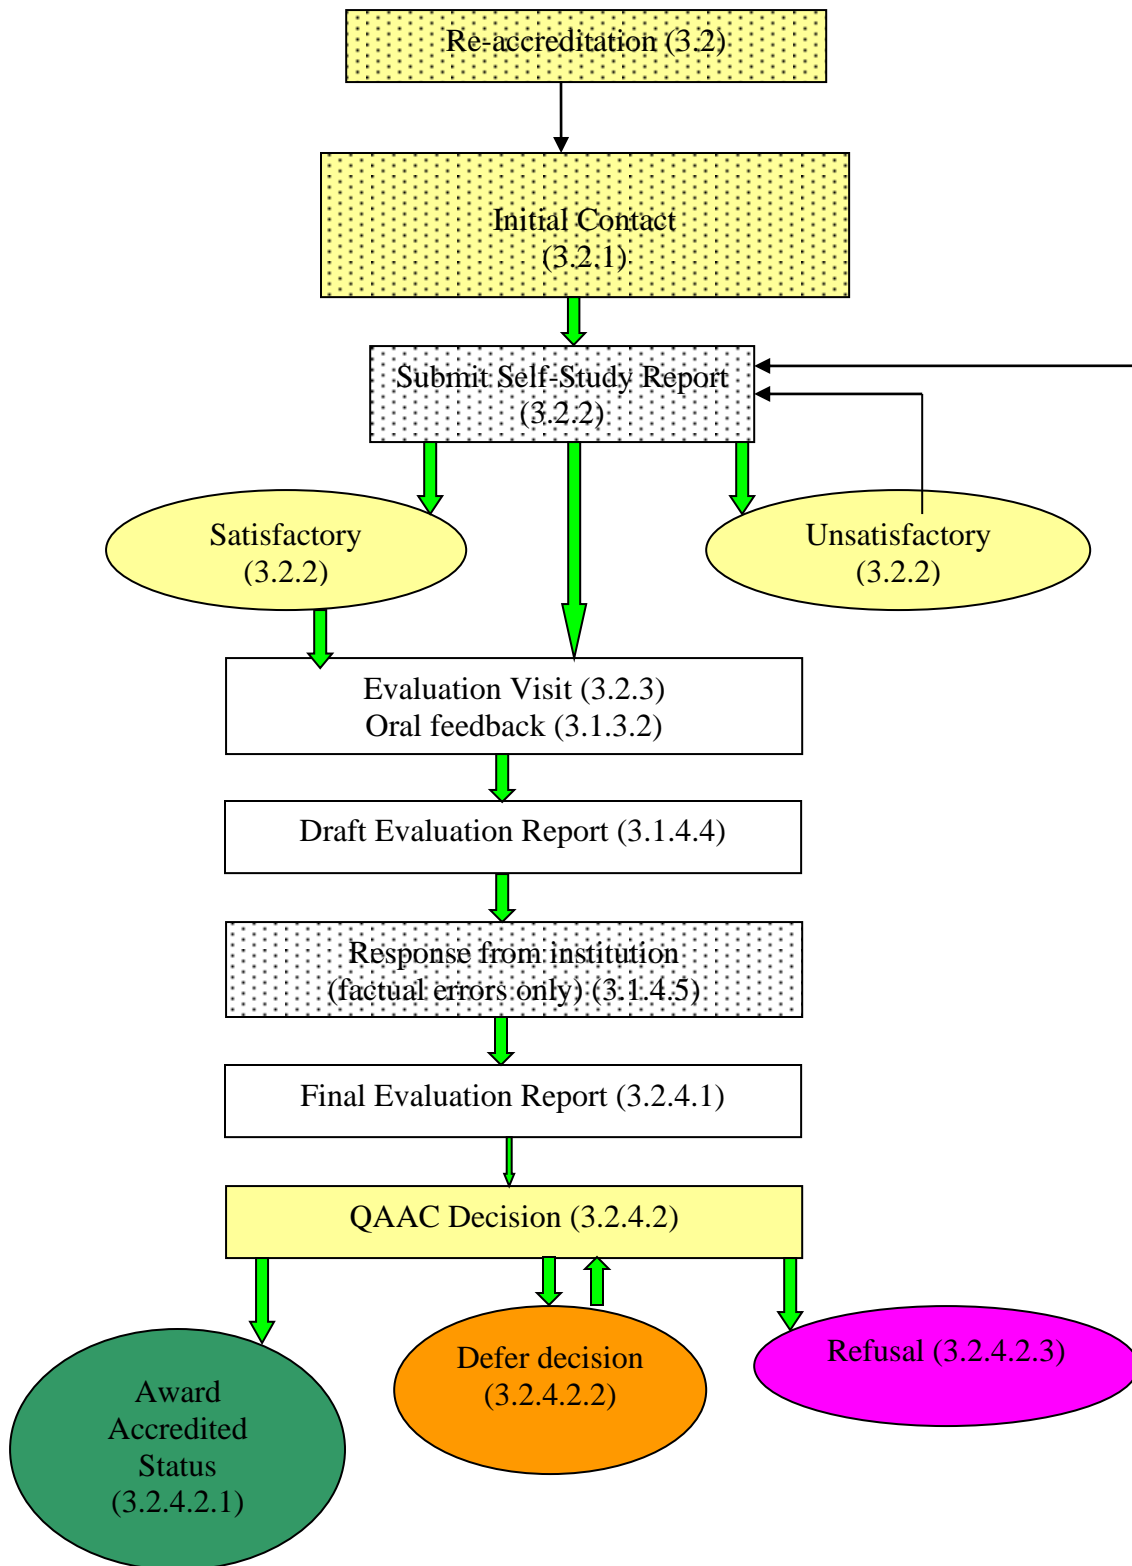 Re-accreditation (3.2)
Initial Contact
(3.2.1)
Submit Self-Study Report
(3.2.2)
Satisfactory
(3.2.2)
Unsatisfactory
(3.2.2)
Evaluation Visit (3.2.3)
Oral feedback (3.1.3.2)
Draft Evaluation Report (3.1.4.4)
Response from institution
(factual errors only) (3.1.4.5)
Final Evaluation Report (3.2.4.1)
QAAC Decision (3.2.4.2)
Award
Accredited
Status
(3.2.4.2.1)
Defer decision
(3.2.4.2.2)
Refusal (3.2.4.2.3)